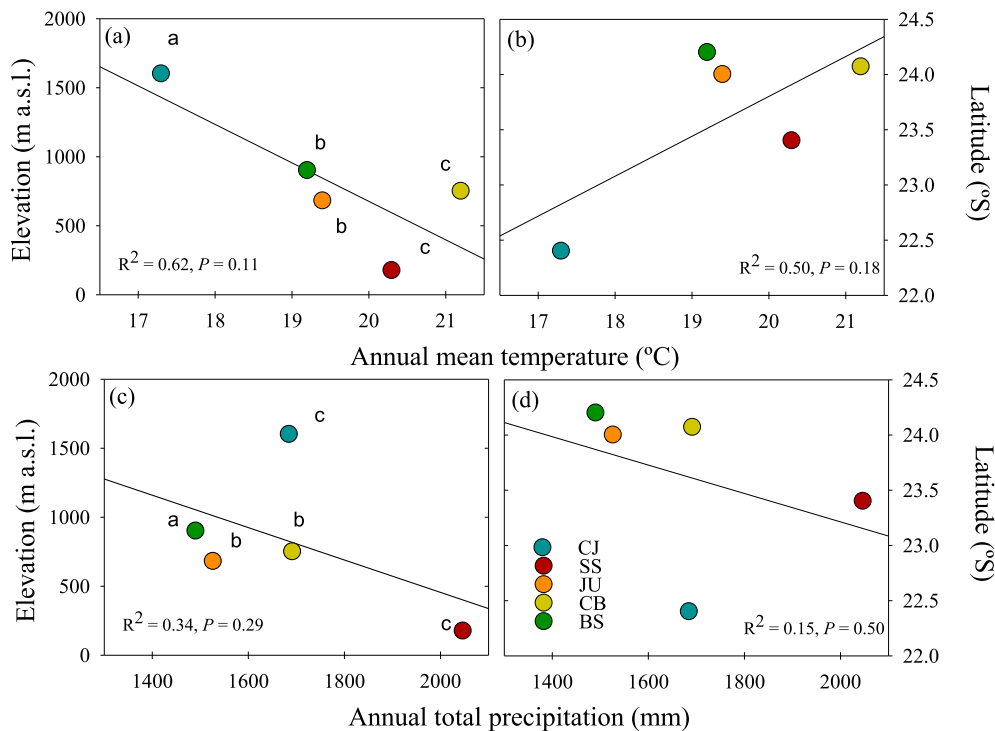 2000
1500
1000
500
0
Elevation (m a.s.l.)
(a)
a
b
b
c
c
R² = 0.62, P = 0.11
17
18
19
20
21
(b)
R² = 0.50, P = 0.18
24.5
24.0
23.5
23.0
22.5
22.0
Latitude (ºS)
17
18
19
20
21
Annual mean temperature (ºC)
2000
1500
1000
500
0
Elevation (m a.s.l.)
(c)
c
a
b
b
c
R² = 0.34, P = 0.29
1400
1600
1800
2000
(d)
CJ
SS
JU
CB
BS
R² = 0.15, P = 0.50
24.5
24.0
23.5
23.0
22.5
22.0
Latitude (ºS)
1400
1600
1800
2000
Annual total precipitation (mm)